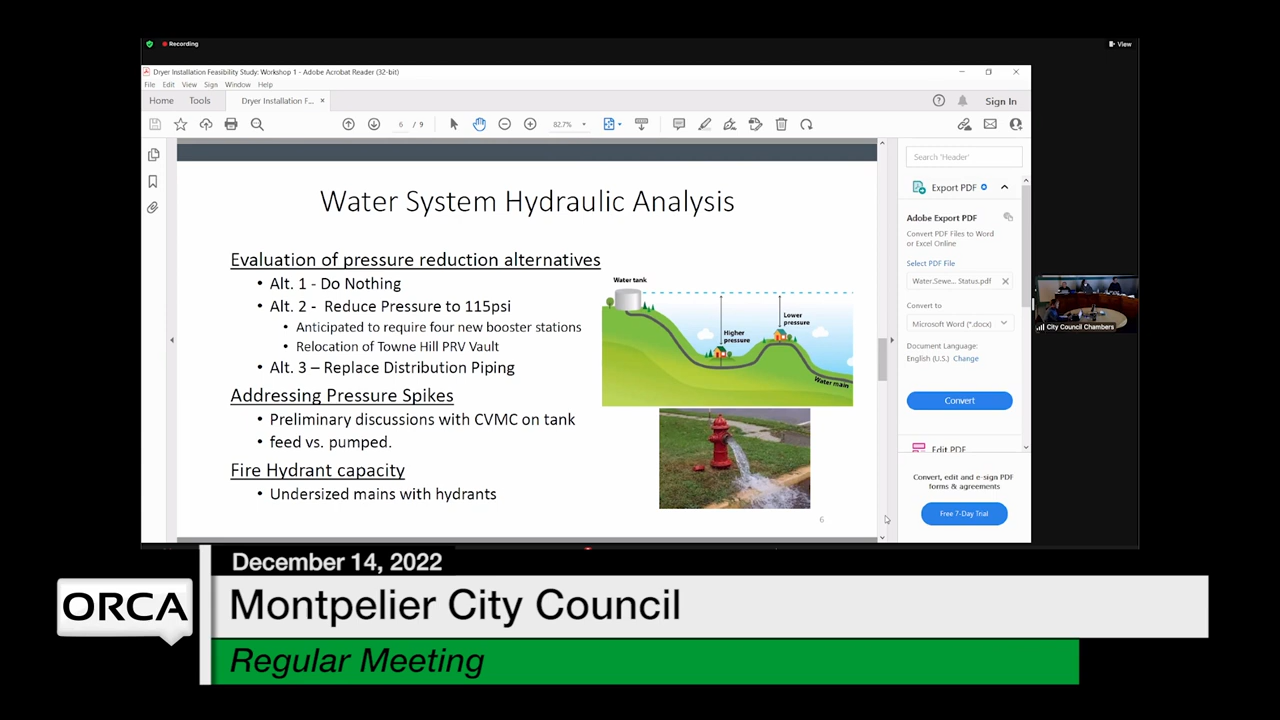 Recording
View
Dryer Installation Feasibility Study: Workshop 1 - Adobe Acrobat Reader (32-bit)
File Edit View Sign Window Help
Home Tools Dryer Installation F... ×
Sign In
6 / 9
82.7%
Water System Hydraulic Analysis
Evaluation of pressure reduction alternatives
• Alt. 1 - Do Nothing
• Alt. 2 - Reduce Pressure to 115psi
• Anticipated to require four new booster stations
• Relocation of Towne Hill PRV Vault
• Alt. 3 – Replace Distribution Piping
Addressing Pressure Spikes
• Preliminary discussions with CVMC on tank
• feed vs. pumped.
Fire Hydrant capacity
• Undersized mains with hydrants
Water tank
Higher
pressure
Lower
pressure
Water main
6
Search 'Header'
Export PDF
Adobe Export PDF
Convert PDF Files to Word
or Excel Online
Select PDF File
Water.Sewe... Status.pdf
Convert to
Microsoft Word (*.docx)
Document Language:
English (U.S.) Change
Convert
Edit PDF
Convert, edit and e-sign PDF
forms & agreements
Free 7-Day Trial
City Council Chambers
December 14, 2022
ORCA
Montpelier City Council
Regular Meeting